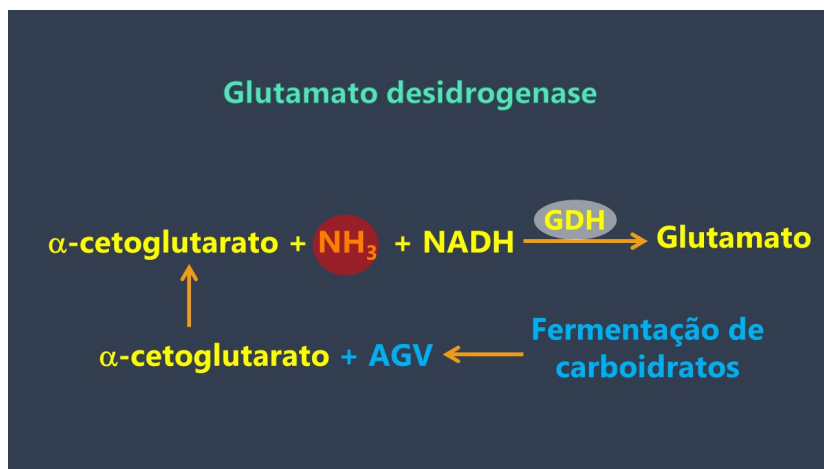 Glutamato desidrogenase
GDH
α-cetoglutarato + NH₃ + NADH Glutamato
α-cetoglutarato + AGV
Fermentação de
carboidratos